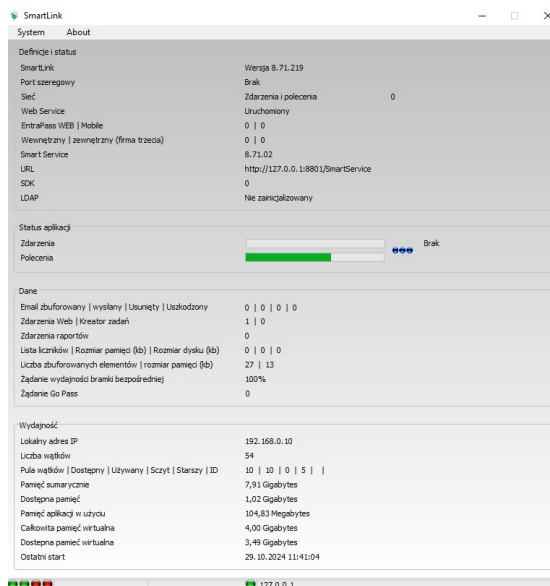 SmartLink
System About
Definicje i status
SmartLink Wersja 8.71.219
Port szeregowy Brak
Sieć Zdarzenia i polecenia 0
Web Service Uruchomiony
EntraPass WEB | Mobile 0 | 0
Wewnętrzny | zewnętrzny (firma trzecia) 0 | 0
Smart Service 8.71.02
URL http://127.0.0.1:8801/SmartService
SDK 0
LDAP Nie zainicjalizowany
Status aplikacji
Zdarzenia Brak
Polecenia
Dane
Email zbuforowany | wysłany | Usunięty | Uszkodzony 0 | 0 | 0 | 0
Zdarzenia Web | Kreator zadań 1 | 0
Zdarzenia raportów 0
Lista liczników | Rozmiar pamięci (kb) | Rozmiar dysku (kb) 0 | 0 | 0
Liczba zbuforowanych elementów | rozmiar pamięci (kb) 27 | 13
Żądanie wydajności bramki bezpośredniej 100%
Żądanie Go Pass 0
Wydajność
Lokalny adres IP 192.168.0.10
Liczba wątków 54
Pula wątków | Dostępny | Używany | Sczyt | Starszy | ID 10 | 10 | 0 | 5 | |
Pamięć sumarycznie 7,91 Gigabytes
Dostępna pamięć 1,02 Gigabytes
Pamięć aplikacji w użyciu 104,83 Megabytes
Całkowita pamięć wirtualna 4,00 Gigabytes
Dostepna pamieć wirtualna 3,49 Gigabytes
Ostatni start 29.10.2024 11:41:04
127.0.0.1